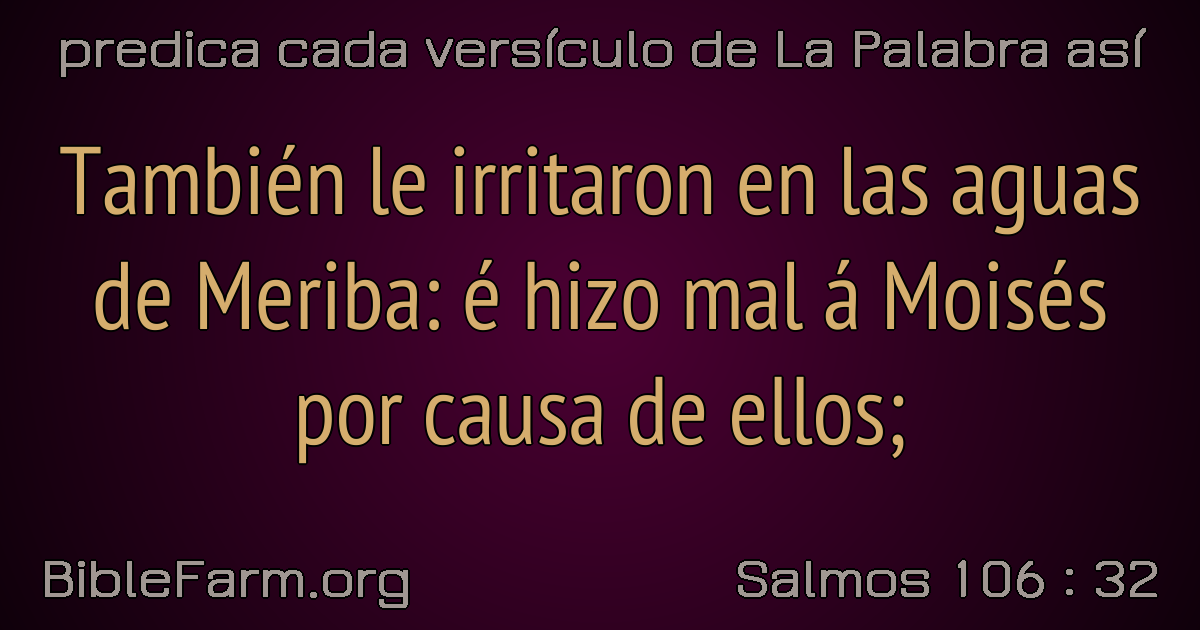 predica cada versículo de La Palabra así
También le irritaron en las aguas
de Meriba: é hizo mal á Moisés
por causa de ellos;
BibleFarm.org
Salmos 106 : 32